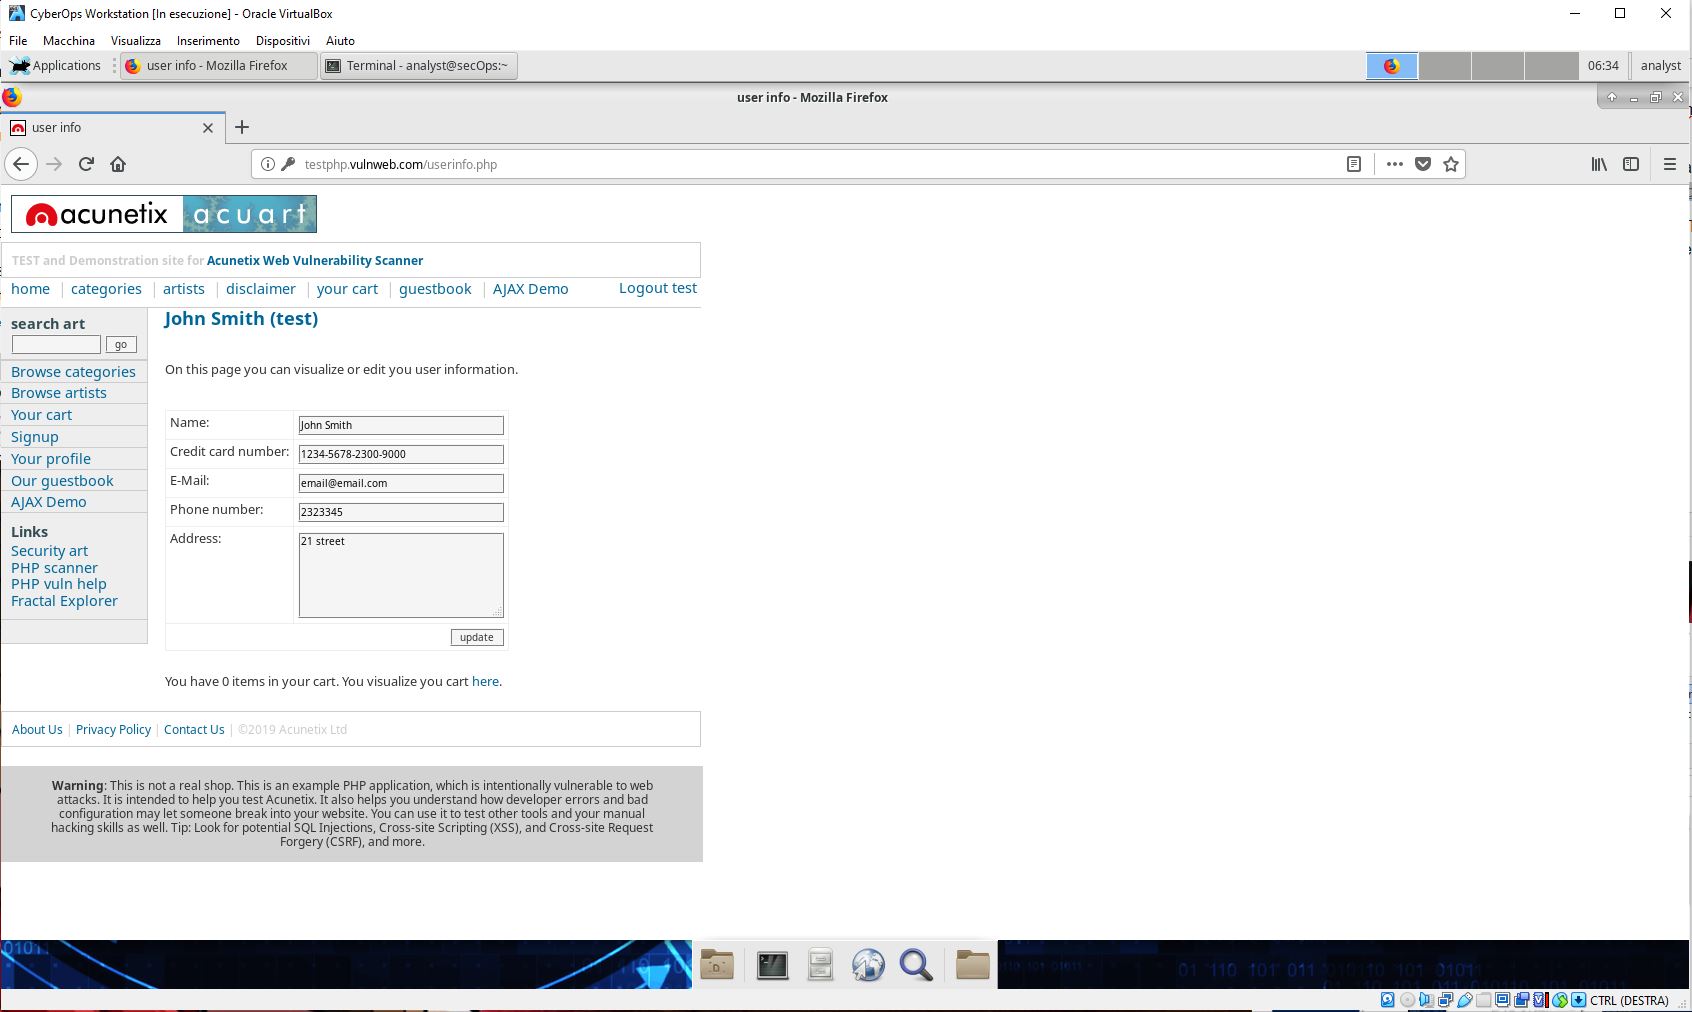 CyberOps Workstation [In esecuzione] - Oracle VirtualBox
File Macchina Visualizza Inserimento Dispositivi Aiuto
Applications user info - Mozilla Firefox Terminal - analyst@secOps:~ 06:34 analyst
user info - Mozilla Firefox
user info
testphp.vulnweb.com/userinfo.php
acunetix acuart
TEST and Demonstration site for Acunetix Web Vulnerability Scanner
home | categories | artists | disclaimer | your cart | guestbook | AJAX Demo Logout test
search art
go
Browse categories
Browse artists
Your cart
Signup
Your profile
Our guestbook
AJAX Demo
Links
Security art
PHP scanner
PHP vuln help
Fractal Explorer
John Smith (test)
On this page you can visualize or edit you user information.
Name: John Smith
Credit card number: 1234-5678-2300-9000
E-Mail: email@email.com
Phone number: 2323345
Address: 21 street
update
You have 0 items in your cart. You visualize you cart here.
About Us | Privacy Policy | Contact Us | ©2019 Acunetix Ltd
Warning: This is not a real shop. This is an example PHP application, which is intentionally vulnerable to web
attacks. It is intended to help you test Acunetix. It also helps you understand how developer errors and bad
configuration may let someone break into your website. You can use it to test other tools and your manual
hacking skills as well. Tip: Look for potential SQL Injections, Cross-site Scripting (XSS), and Cross-site Request
Forgery (CSRF), and more.
CTRL (DESTRA)